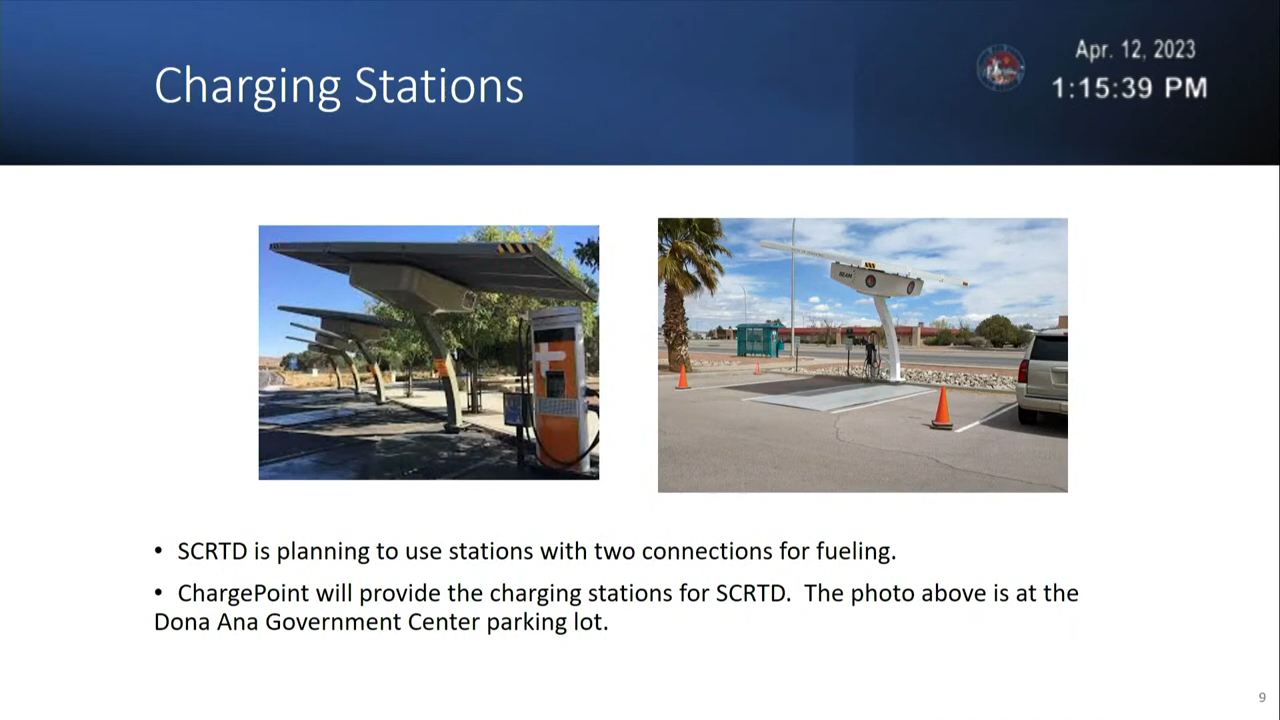 Charging Stations
Apr. 12, 2023
1:15:39 PM
BEAM
• SCRTD is planning to use stations with two connections for fueling.
• ChargePoint will provide the charging stations for SCRTD.  The photo above is at the
Dona Ana Government Center parking lot.
9